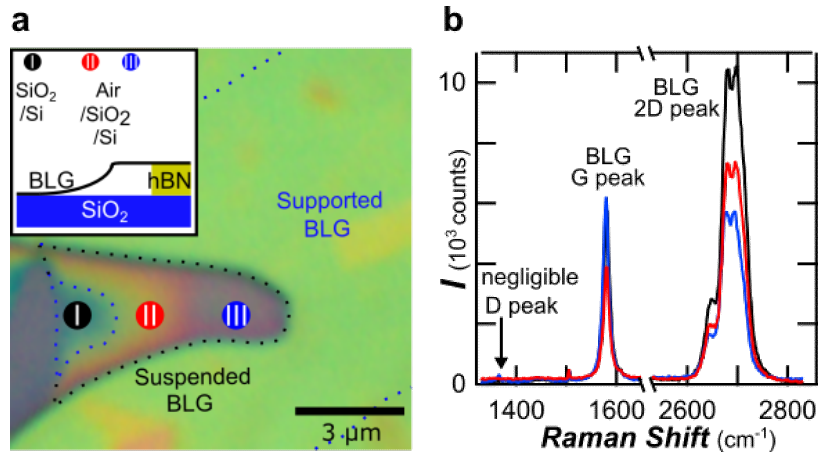 a
I II III
SiO2 Air
/Si /SiO2
/Si
BLG hBN
SiO2
Supported
BLG
I II III
Suspended
BLG
3 μm
b
10
0
I (10³ counts)
BLG
2D peak
BLG
G peak
negligible
D peak
1400 1600 2600 2800
Raman Shift (cm⁻¹)